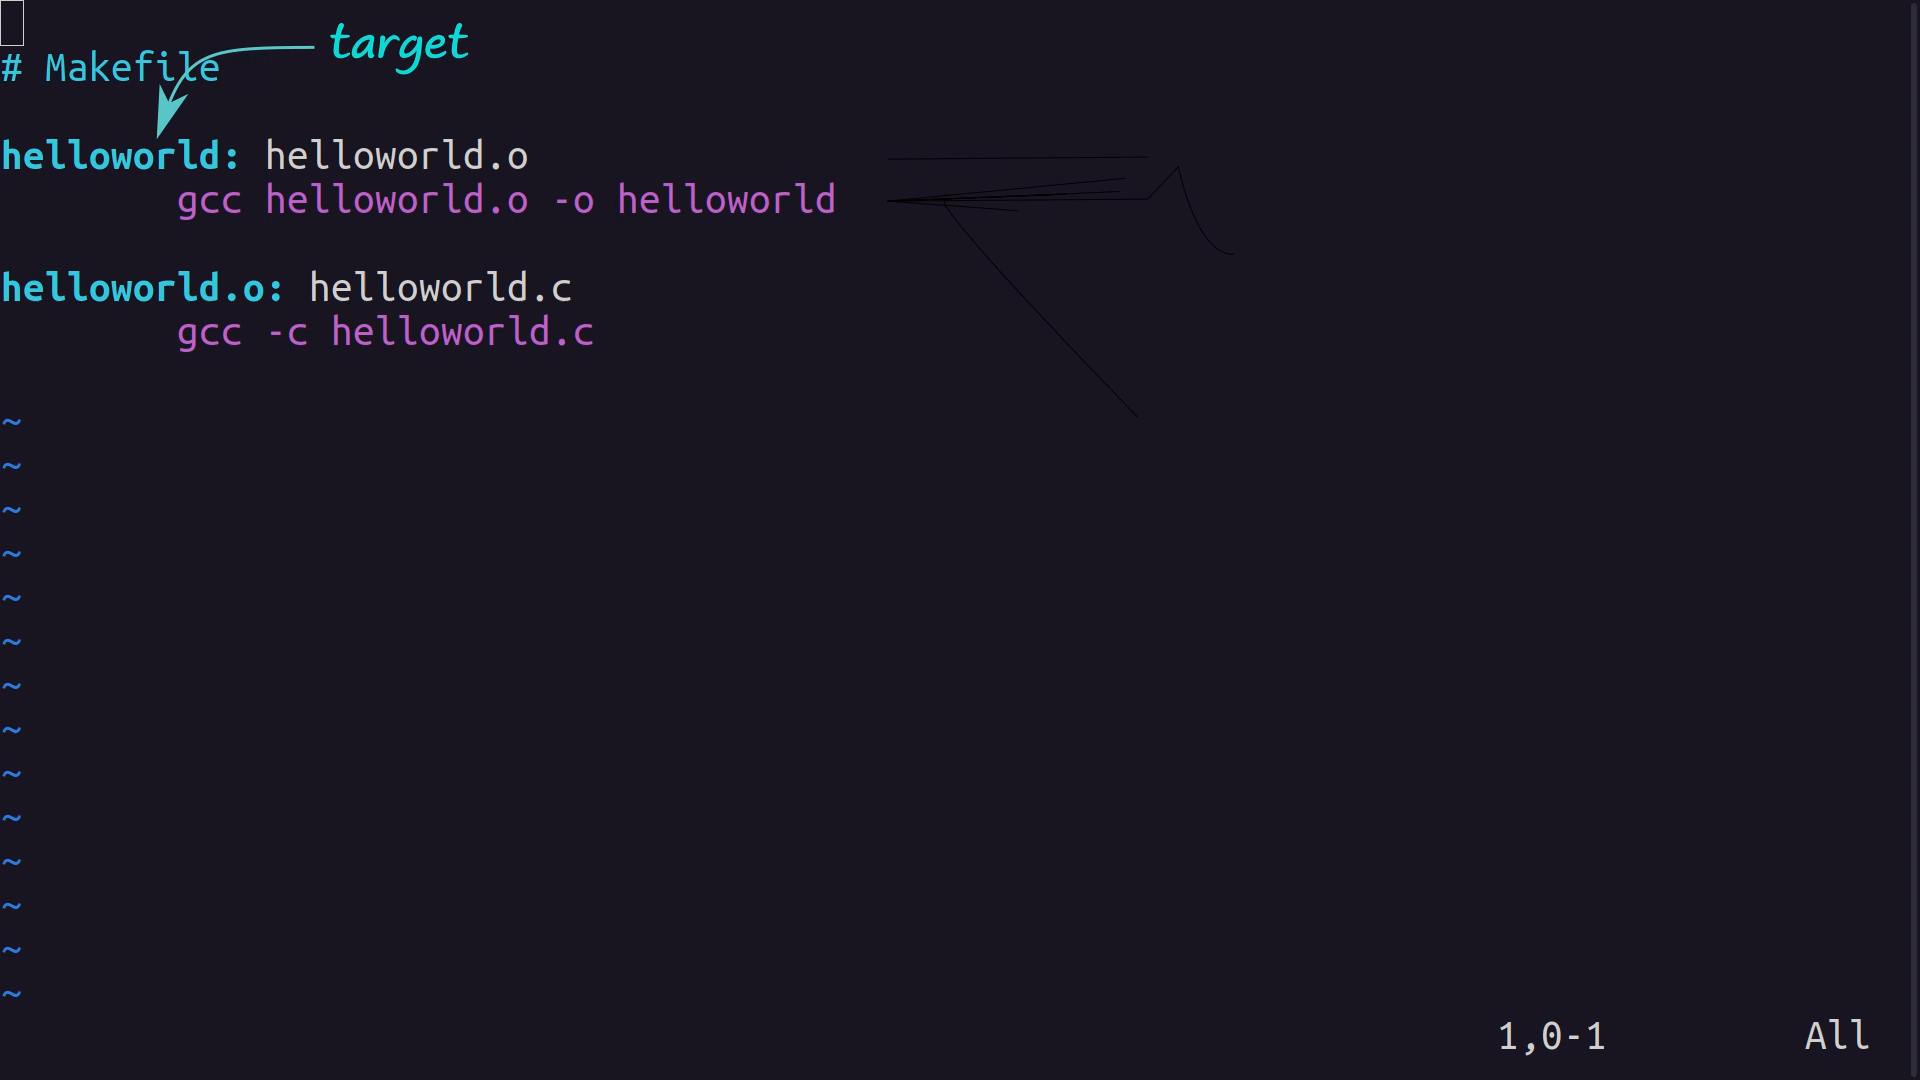 target
# Makefile
helloworld: helloworld.o
gcc helloworld.o -o helloworld
helloworld.o: helloworld.c
gcc -c helloworld.c
~
~
~
~
~
~
~
~
~
~
~
~
~
~
1,0-1 All